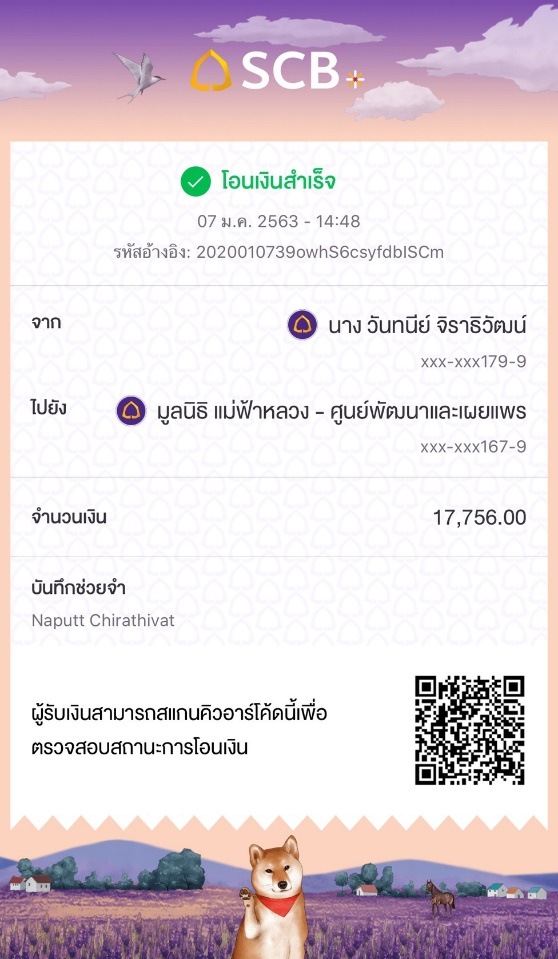 SCB
โอนเงินสำเร็จ
07 ม.ค. 2563 - 14:48
รหัสอ้างอิง: 2020010739owhS6csyfdbISCm
จาก
นาง วันทนีย์ จิราธิวัฒน์
xxx-xxx179-9
ไปยัง
มูลนิธิ แม่ฟ้าหลวง - ศูนย์พัฒนาและเผยแพร
xxx-xxx167-9
จำนวนเงิน
17,756.00
บันทึกช่วยจำ
Naputt Chirathivat
ผู้รับเงินสามารถสแกนคิวอาร์โค้ดนี้เพื่อ
ตรวจสอบสถานะการโอนเงิน